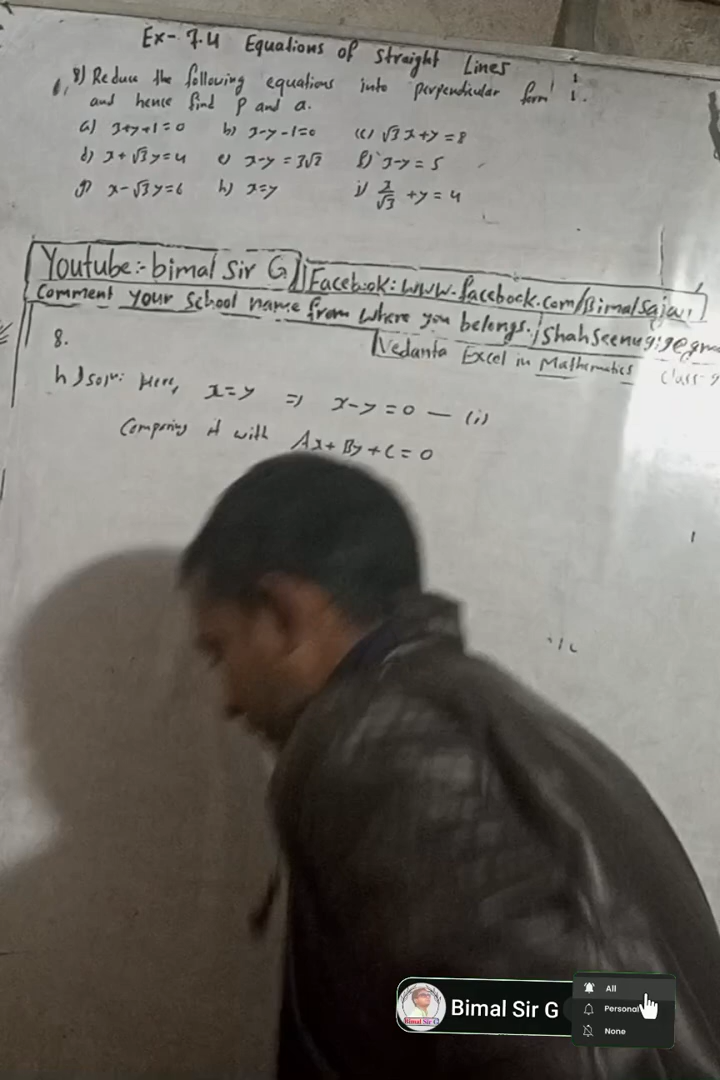 Ex- 7.4 Equations of Straight Lines
8) Reduce the following equations into perpendicular form
and hence find P and α.
a) x+y+1=0 b) x-y-1=0 (c) √3x+y=8
d) x+√3y=4 e) x-y=3√2 f) x-y=5
g) x-√3y=6 h) x=y i) x/√3 +y=4
Youtube:- bimal Sir G Facebook: www.facebook.com/Bimalsaja
Comment your school name from where you belongs.
Vedanta Excel in Mathematics Class-9
8.
h) solⁿ: Here, x=y ⇒ x-y=0 — (i)
Comparing it with Ax+By+C=0
Bimal Sir G
All
Personal
None